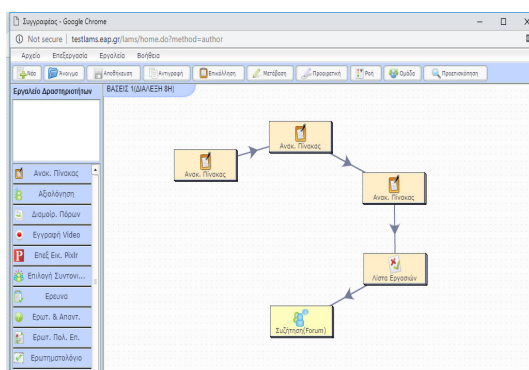 Συγγραφέας - Google Chrome
Not secure | testlams.eap.gr/lams/home.do?method=author
Αρχείο Επεξεργασία Εργαλεία Βοήθεια
Νέο Άνοιγμα Αποθήκευση Αντιγραφή Επικόλληση Μετάβαση Προαιρετική Ροή Ομάδα Προεπισκόπηση
Εργαλείο Δραστηριοτήτων ΒΑΣΕΙΣ 1(ΔΙΑΛΕΞΗ 8Η)
Ανακ. Πίνακας
Ανακ. Πίνακας
Ανακ. Πίνακας
Λίστα Εργασιών
Συζήτηση(Forum)
Ανακ. Πίνακας
Αξιολόγηση
Διαμοίρ. Πόρων
Εγγραφή Video
Επεξ Εικ. Pixlr
Επιλογή Συντονι...
Έρευνα
Ερωτ. & Απαντ.
Ερωτ. Πολ. Επ.
Ερωτηματολόγιο